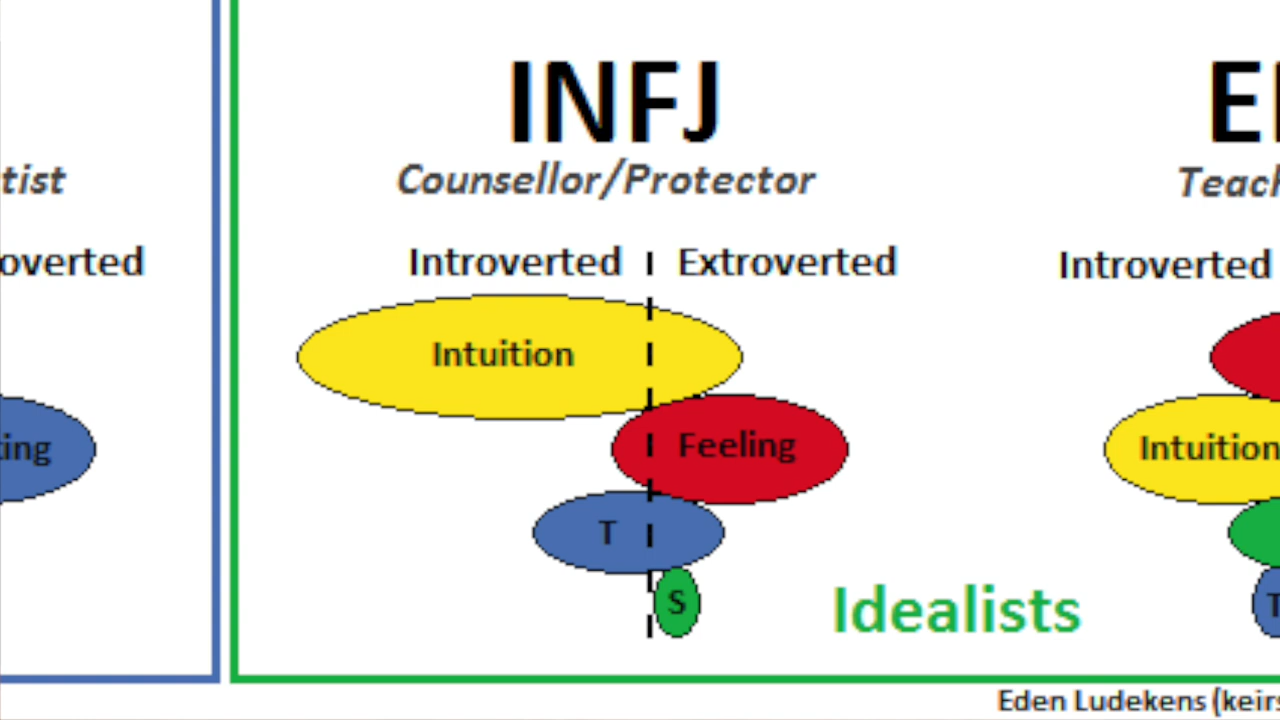 INFJ
Counsellor/Protector
Introverted Extroverted
Intuition
Feeling
T
S
Idealists
Introverted
Intuition
T
Eden Ludekens